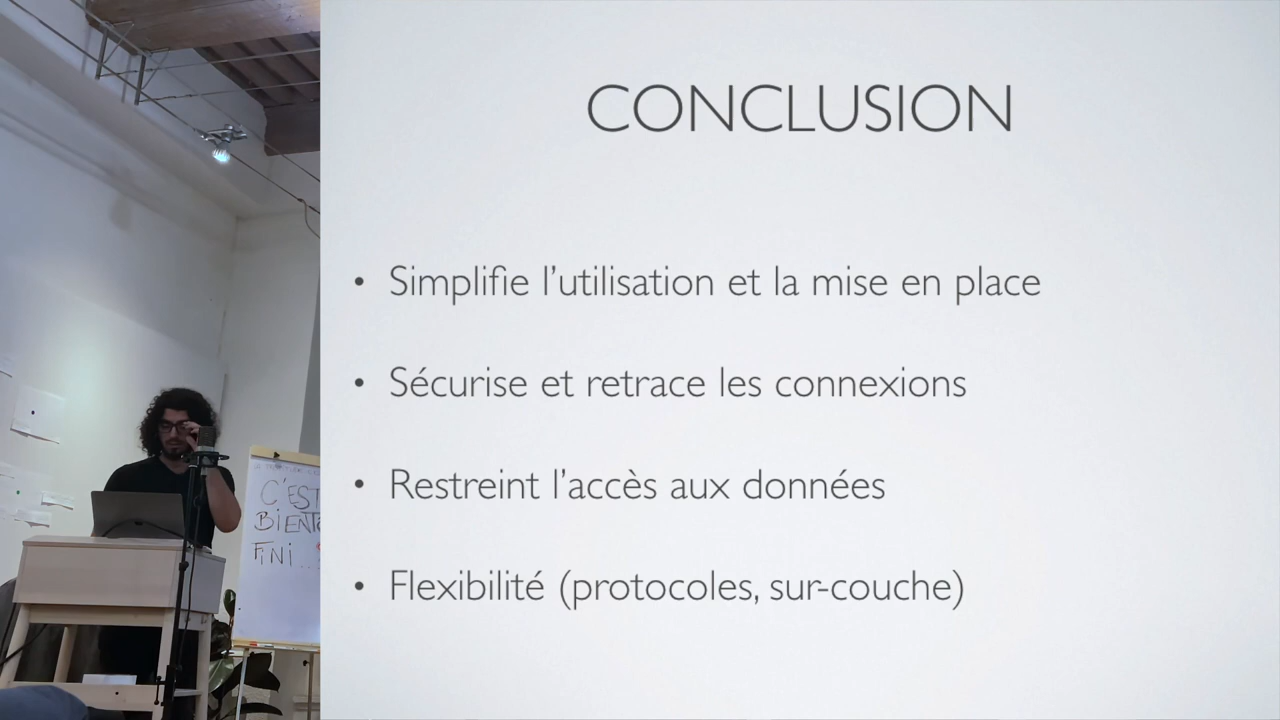 CONCLUSION
• Simplifie l’utilisation et la mise en place
• Sécurise et retrace les connexions
• Restreint l’accès aux données
• Flexibilité (protocoles, sur-couche)
C'EST
BIENTÔ
FINI...